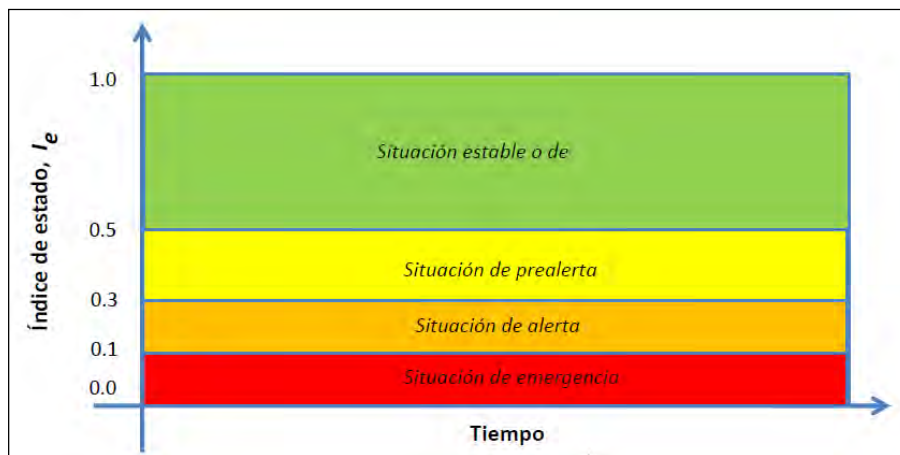 1.0
Situación estable o de
Índice de estado, Ie
0.5
Situación de prealerta
0.3
Situación de alerta
0.1
Situación de emergencia
0.0
Tiempo